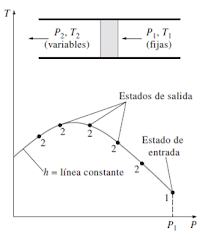 T
P2, T2
(variables)
P1, T1
(fijas)
Estados de salida
2
2
2
2
2
Estado de
entrada
h = línea constante
1
P1
P